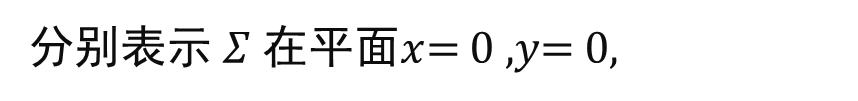 分别表示 Σ 在平面x= 0 ,y= 0,